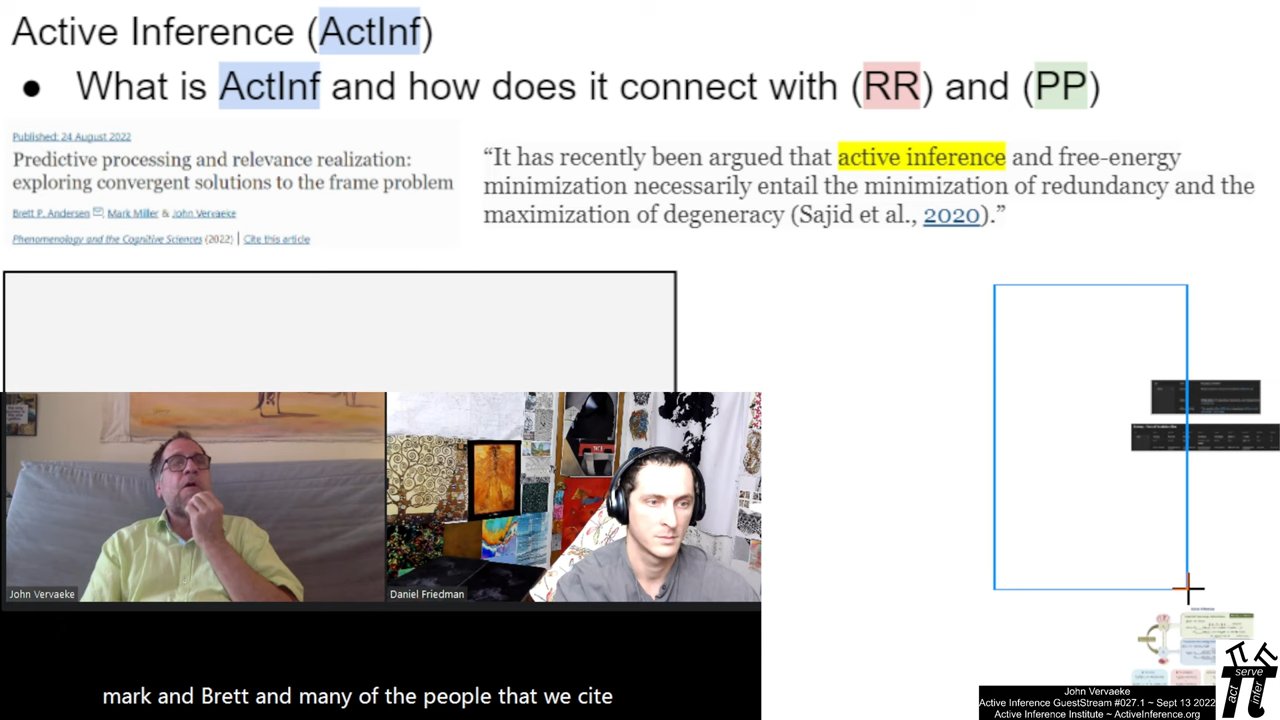 Active Inference (ActInf)
● What is ActInf and how does it connect with (RR) and (PP)
Published: 24 August 2022
Predictive processing and relevance realization:
exploring convergent solutions to the frame problem
Brett P. Andersen, Mark Miller & John Vervaeke
Phenomenology and the Cognitive Sciences (2022) | Cite this article
“It has recently been argued that active inference and free-energy
minimization necessarily entail the minimization of redundancy and the
maximization of degeneracy (Sajid et al., 2020).”
John Vervaeke
Daniel Friedman
mark and Brett and many of the people that we cite
serve
act
infer
John Vervaeke
Active Inference GuestStream #027.1 ~ Sept 13 2022
Active Inference Institute ~ ActiveInference.org